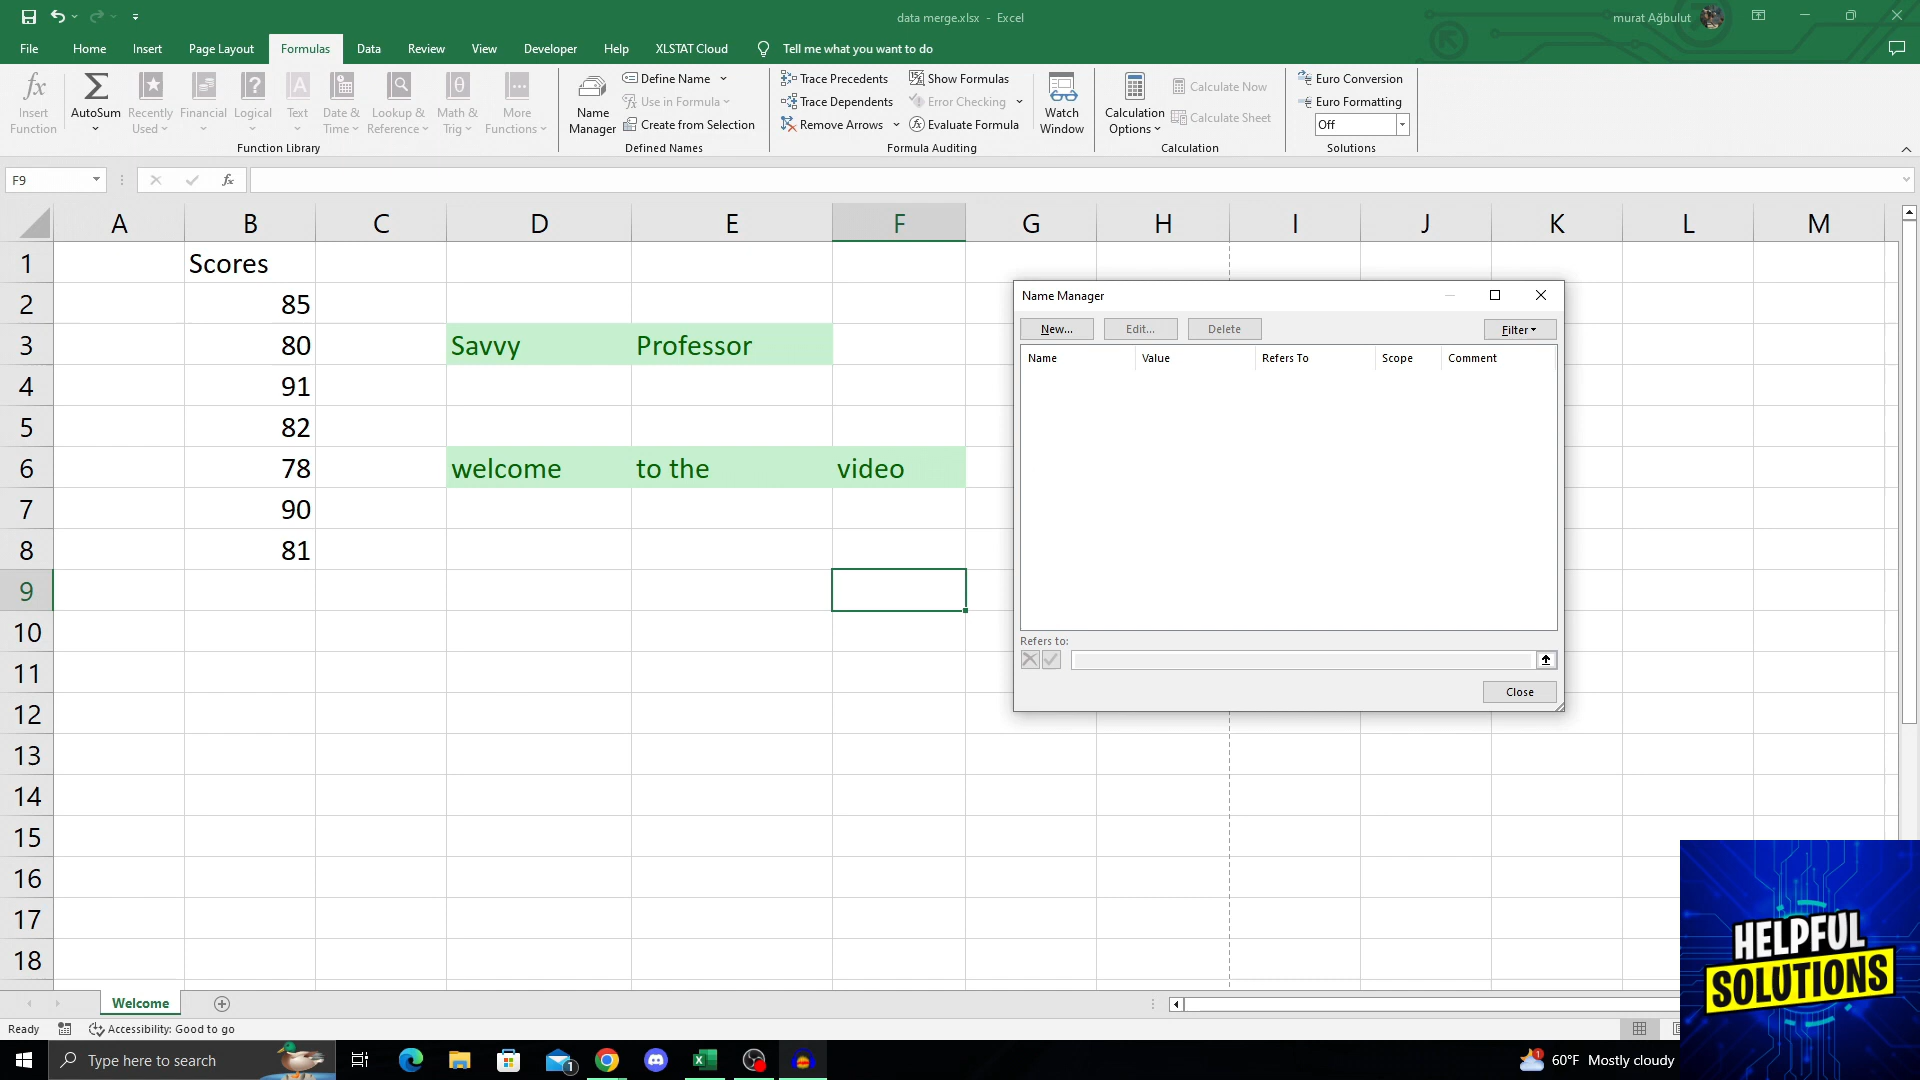 data merge.xlsx - Excel
murat Ağbulut
File Home Insert Page Layout Formulas Data Review View Developer Help XLSTAT Cloud Tell me what you want to do
Insert Function
AutoSum
Recently Used
Financial
Logical
Text
Date & Time
Lookup & Reference
Math & Trig
More Functions
Function Library
Name Manager
Define Name
Use in Formula
Create from Selection
Defined Names
Trace Precedents
Trace Dependents
Remove Arrows
Show Formulas
Error Checking
Evaluate Formula
Formula Auditing
Watch Window
Calculation Options
Calculate Now
Calculate Sheet
Calculation
Euro Conversion
Euro Formatting
Off
Solutions
F9
fx
A B C D E F G H I J K L M
1 Scores
2 85
3 80 Savvy Professor
4 91
5 82
6 78 welcome to the video
7 90
8 81
9
10
11
12
13
14
15
16
17
18
Name Manager
New... Edit... Delete Filter
Name Value Refers To Scope Comment
Refers to:
Close
Welcome
Ready
Accessibility: Good to go
Type here to search
1
1
60°F Mostly cloudy
HELPFUL
SOLUTIONS